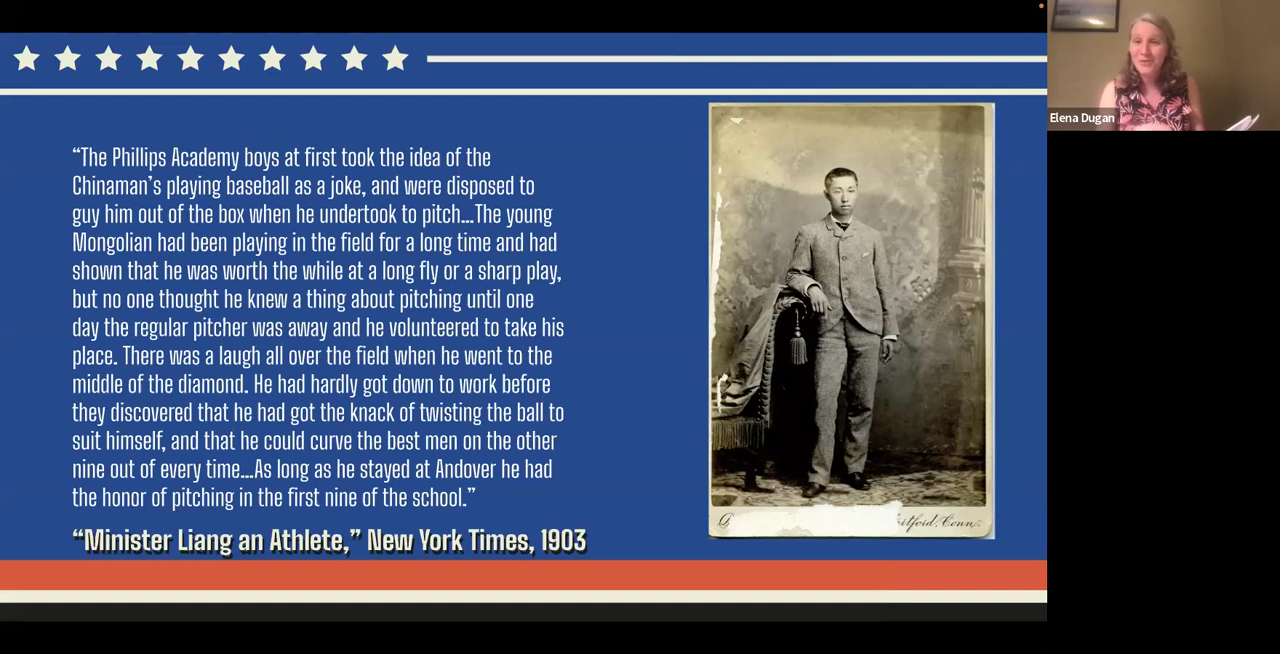 “The Phillips Academy boys at first took the idea of the
Chinaman’s playing baseball as a joke, and were disposed to
guy him out of the box when he undertook to pitch...The young
Mongolian had been playing in the field for a long time and had
shown that he was worth the while at a long fly or a sharp play,
but no one thought he knew a thing about pitching until one
day the regular pitcher was away and he volunteered to take his
place. There was a laugh all over the field when he went to the
middle of the diamond. He had hardly got down to work before
they discovered that he had got the knack of twisting the ball to
suit himself, and that he could curve the best men on the other
nine out of every time...As long as he stayed at Andover he had
the honor of pitching in the first nine of the school.”
“Minister Liang an Athlete,” New York Times, 1903
Conn.
Elena Dugan